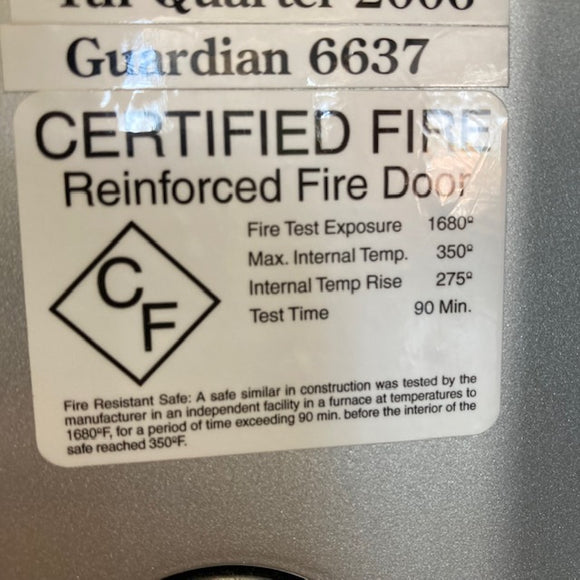 Quarter 2006
Guardian 6637
CERTIFIED FIRE
Reinforced Fire Door
Fire Test Exposure 1680º
Max. Internal Temp. 350º
Internal Temp Rise 275º
Test Time 90 Min.
C
F
Fire Resistant Safe: A safe similar in construction was tested by the
manufacturer in an independent facility in a furnace at temperatures to
1680ºF, for a period of time exceeding 90 min. before the interior of the
safe reached 350ºF.